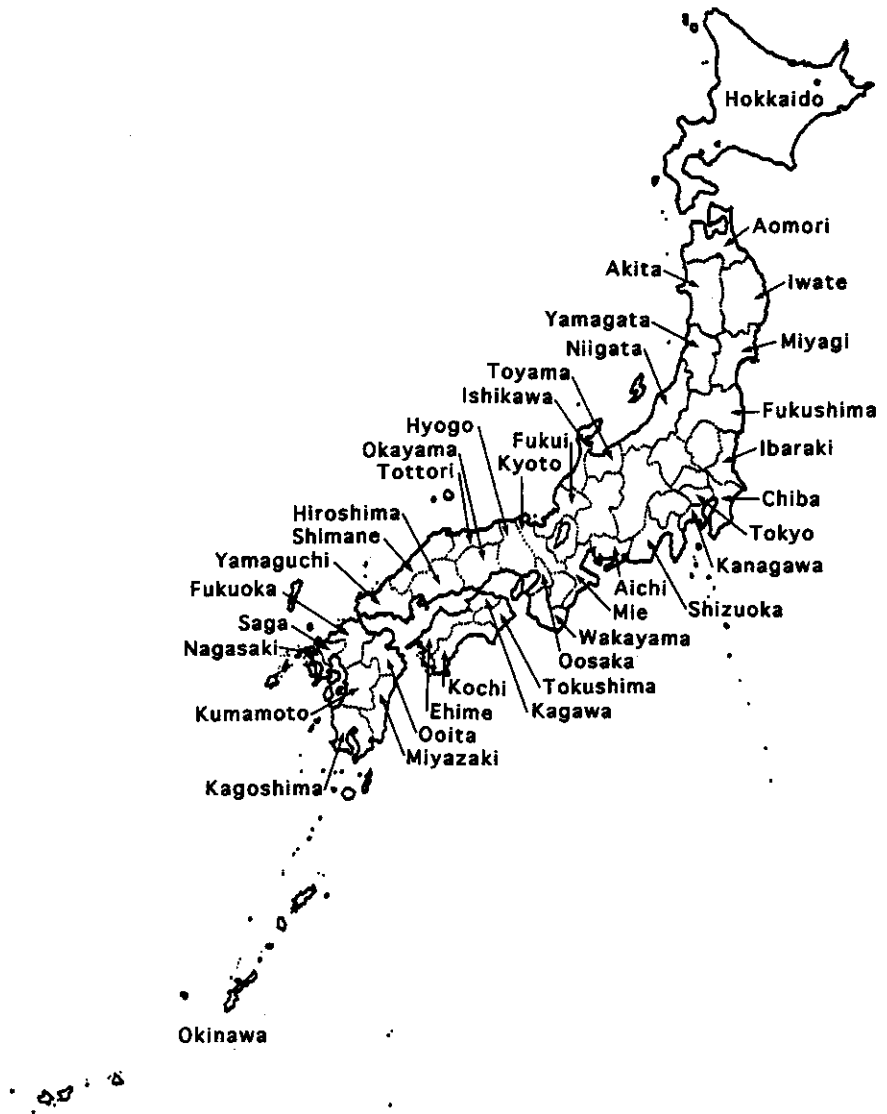 Hokkaido
Aomori
Akita
Iwate
Yamagata
Miyagi
Niigata
Toyama
Ishikawa
Fukushima
Hyogo
Fukui
Ibaraki
Okayama
Kyoto
Tottori
Chiba
Hiroshima
Tokyo
Shimane
Yamaguchi
Kanagawa
Fukuoka
Aichi
Mie
Shizuoka
Saga
Wakayama
Nagasaki
Oosaka
Kochi
Tokushima
Kumamoto
Ehime
Kagawa
Ooita
Miyazaki
Kagoshima
Okinawa